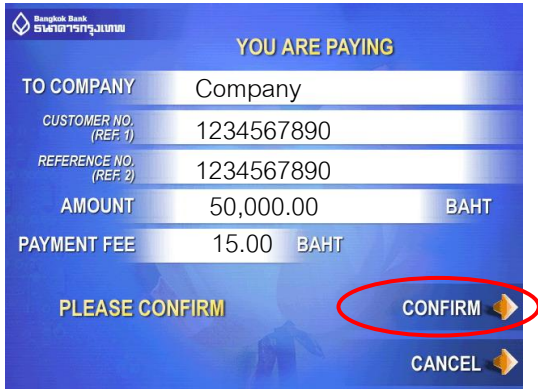 Bangkok Bank
ธนาคารกรุงเทพ
YOU ARE PAYING
TO COMPANY Company
CUSTOMER NO. (REF. 1) 1234567890
REFERENCE NO. (REF. 2) 1234567890
AMOUNT 50,000.00 BAHT
PAYMENT FEE 15.00 BAHT
PLEASE CONFIRM CONFIRM
CANCEL